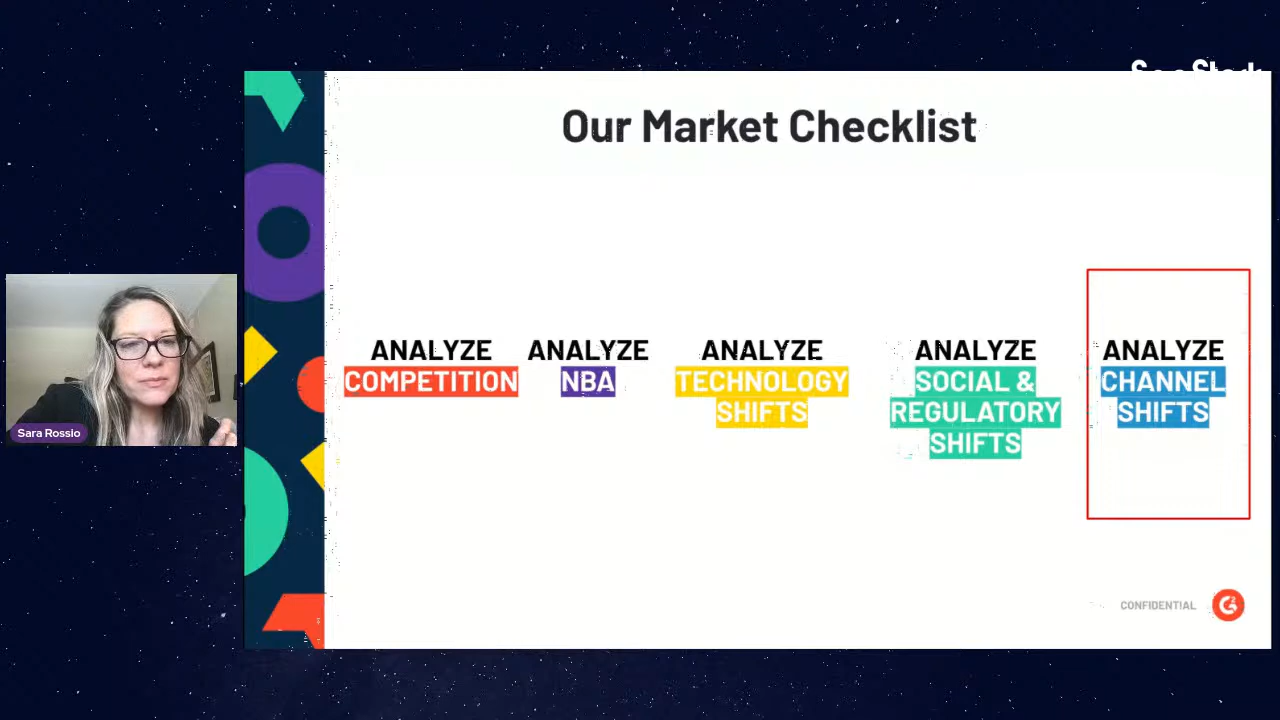 Our Market Checklist
ANALYZE
COMPETITION
ANALYZE
NBA
ANALYZE
TECHNOLOGY
SHIFTS
ANALYZE
SOCIAL &
REGULATORY
SHIFTS
ANALYZE
CHANNEL
SHIFTS
Sara Rossio
CONFIDENTIAL